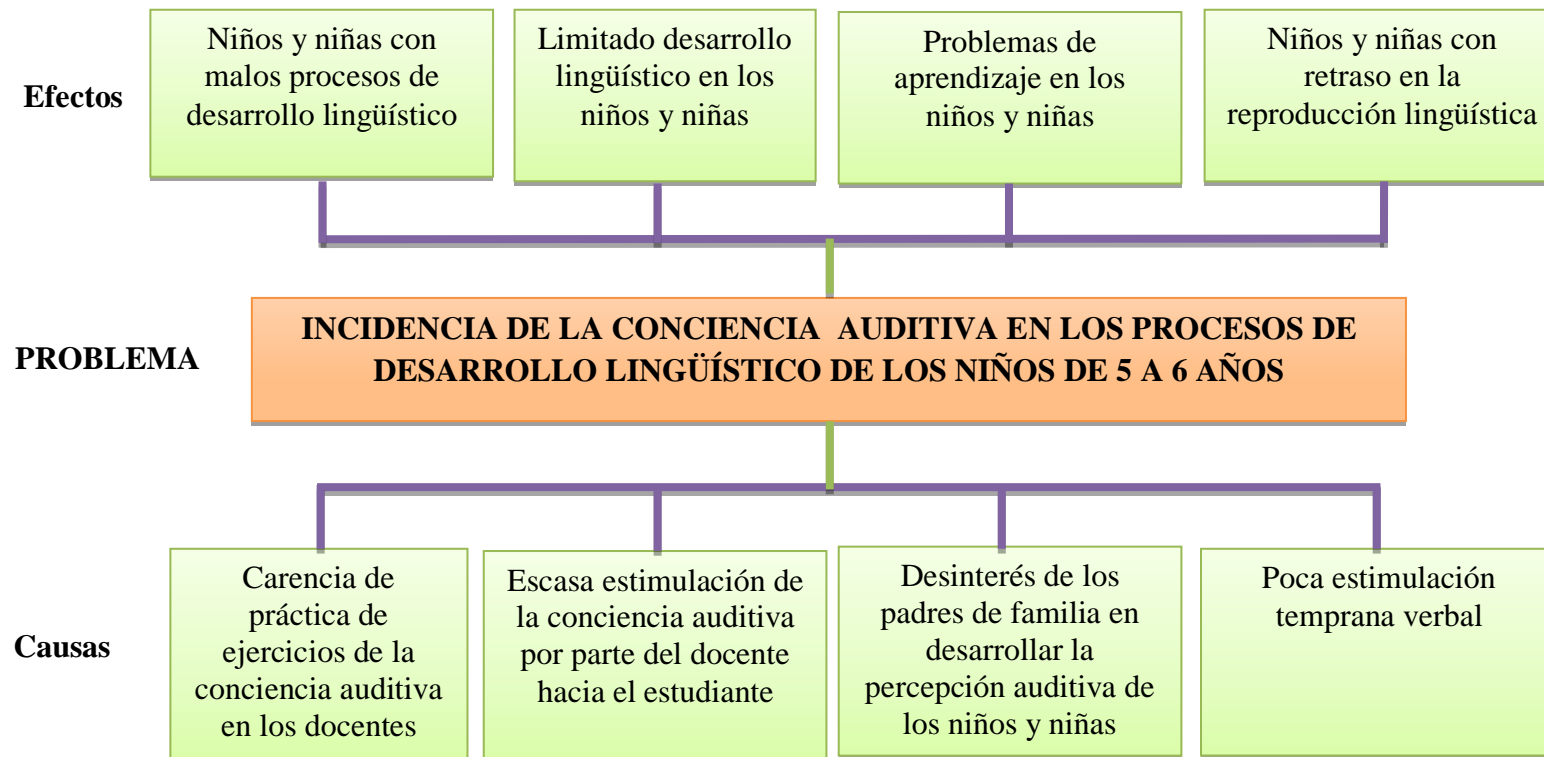 Efectos
Niños y niñas con
malos procesos de
desarrollo lingüístico
Limitado desarrollo
lingüístico en los
niños y niñas
Problemas de
aprendizaje en los
niños y niñas
Niños y niñas con
retraso en la
reproducción lingüística
PROBLEMA
INCIDENCIA DE LA CONCIENCIA AUDITIVA EN LOS PROCESOS DE
DESARROLLO LINGÜÍSTICO DE LOS NIÑOS DE 5 A 6 AÑOS
Causas
Carencia de
práctica de
ejercicios de la
conciencia auditiva
en los docentes
Escasa estimulación de
la conciencia auditiva
por parte del docente
hacia el estudiante
Desinterés de los
padres de familia en
desarrollar la
percepción auditiva de
los niños y niñas
Poca estimulación
temprana verbal